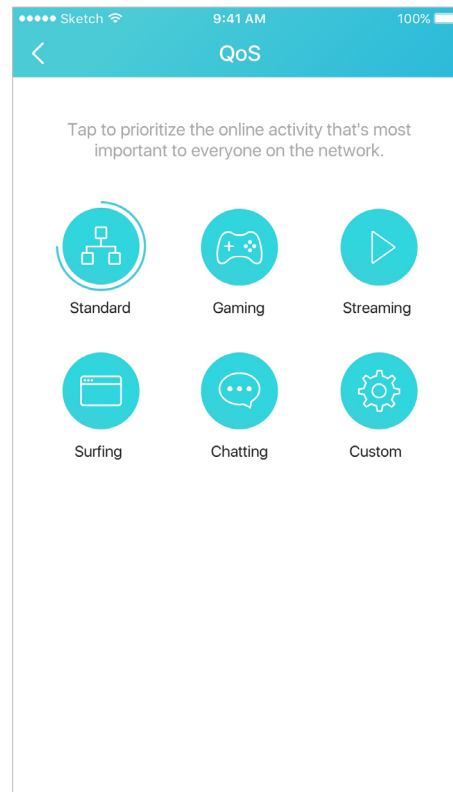 Sketch 9:41 AM 100%
QoS
Tap to prioritize the online activity that's most
important to everyone on the network.
Standard Gaming Streaming
Surfing Chatting Custom